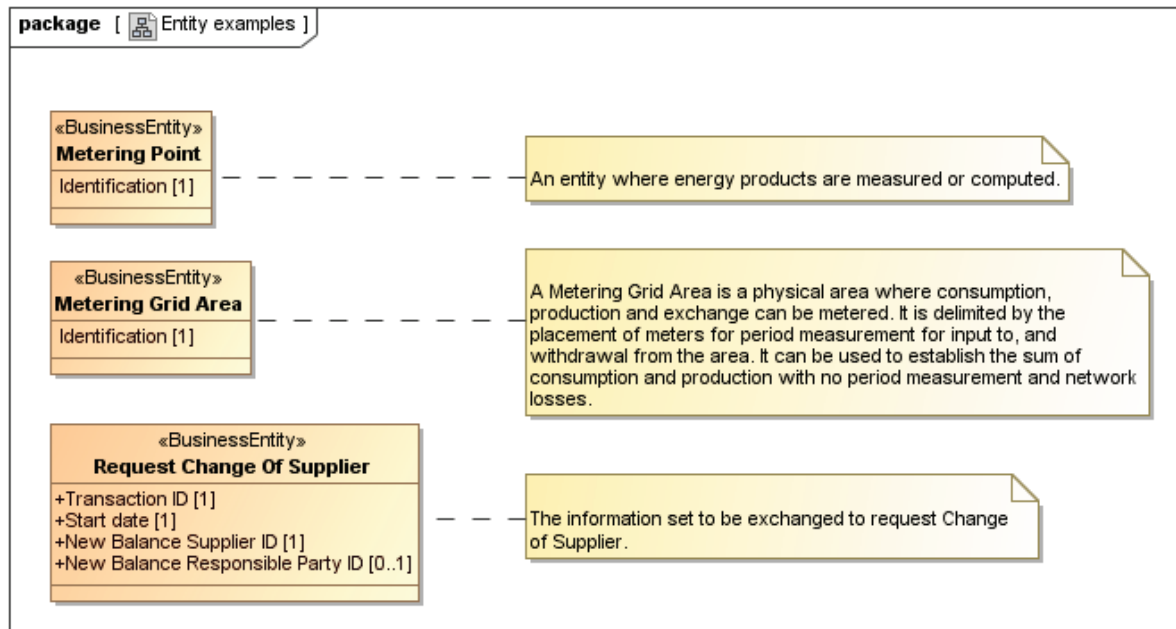 package [ Entity examples ]
«BusinessEntity»
Metering Point
Identification [1]
An entity where energy products are measured or computed.
«BusinessEntity»
Metering Grid Area
Identification [1]
A Metering Grid Area is a physical area where consumption,
production and exchange can be metered. It is delimited by the
placement of meters for period measurement for input to, and
withdrawal from the area. It can be used to establish the sum of
consumption and production with no period measurement and network
losses.
«BusinessEntity»
Request Change Of Supplier
+Transaction ID [1]
+Start date [1]
+New Balance Supplier ID [1]
+New Balance Responsible Party ID [0..1]
The information set to be exchanged to request Change
of Supplier.